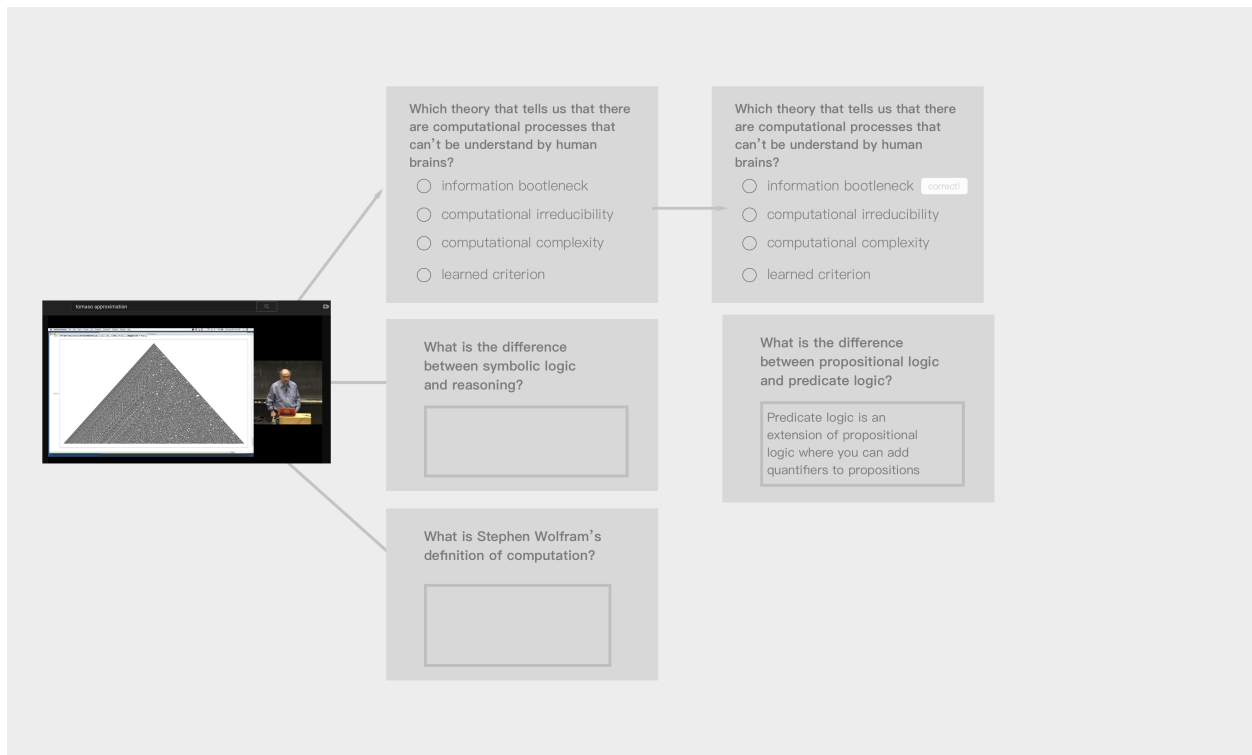 Which theory that tells us that there
are computational processes that
can't be understand by human
brains?
information bootleneck
computational irreducibility
computational complexity
learned criterion
Which theory that tells us that there
are computational processes that
can't be understand by human
brains?
information bootleneck correct!
computational irreducibility
computational complexity
learned criterion
tomaso approximation
What is the difference
between symbolic logic
and reasoning?
What is the difference
between propositional logic
and predicate logic?
Predicate logic is an
extension of propositional
logic where you can add
quantifiers to propositions
What is Stephen Wolfram's
definition of computation?